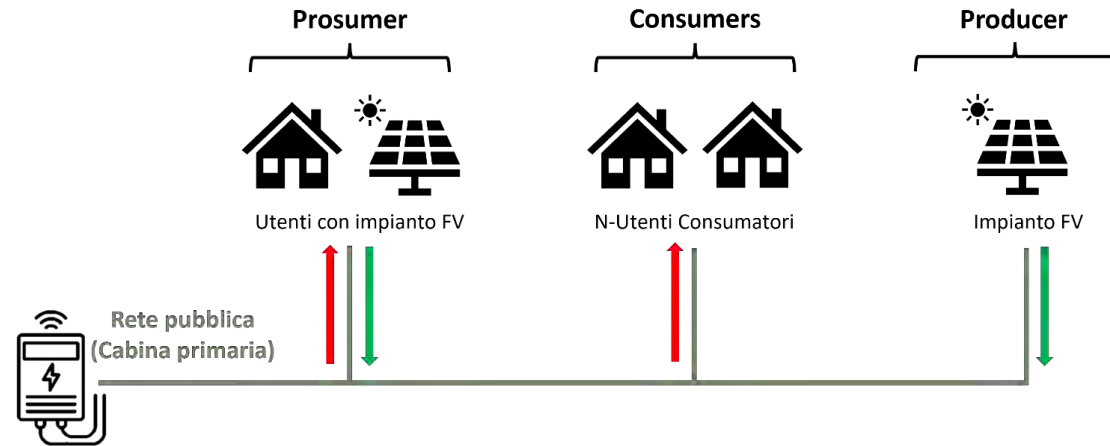 Prosumer
Consumers
Producer
Utenti con impianto FV
N-Utenti Consumatori
Impianto FV
Rete pubblica
(Cabina primaria)